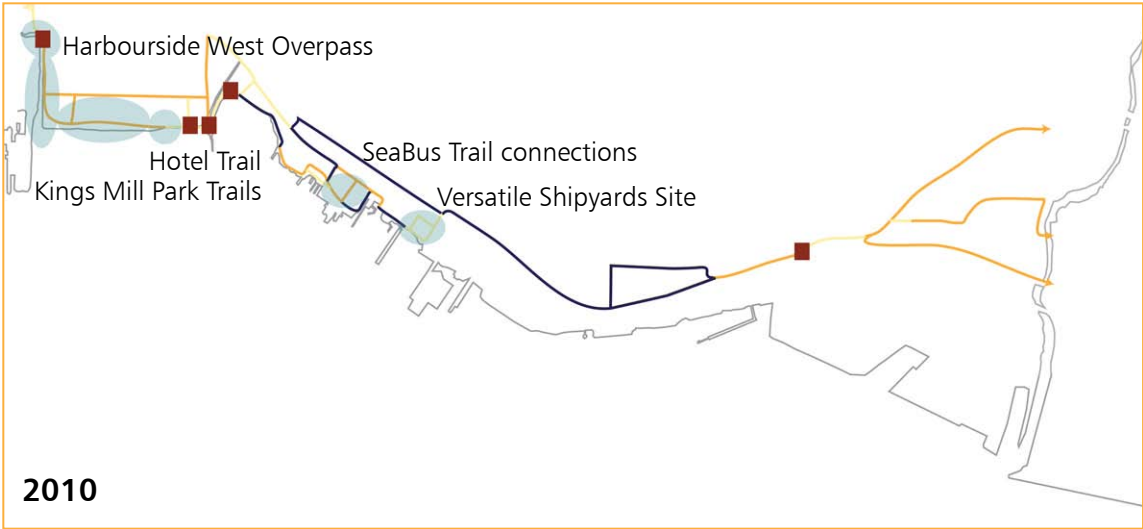 Harbourside West Overpass
SeaBus Trail connections
Hotel Trail
Kings Mill Park Trails
Versatile Shipyards Site
2010